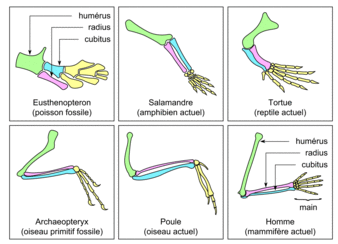 humérus
radius
cubitus
Eusthenopteron
(poisson fossile)
Salamandre
(amphibien actuel)
Tortue
(reptile actuel)
humérus
radius
cubitus
main
Archaeopteryx
(oiseau primitif fossile)
Poule
(oiseau actuel)
Homme
(mammifère actuel)